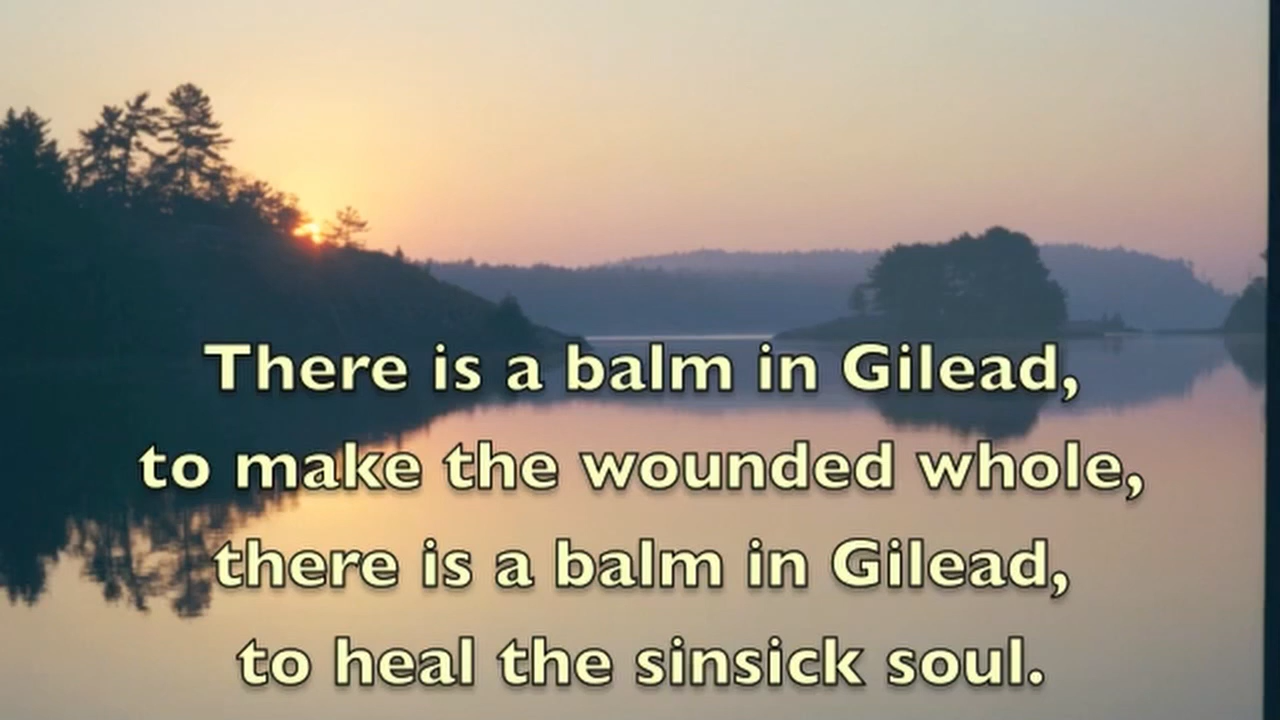 There is a balm in Gilead,
to make the wounded whole,
there is a balm in Gilead,
to heal the sinsick soul.